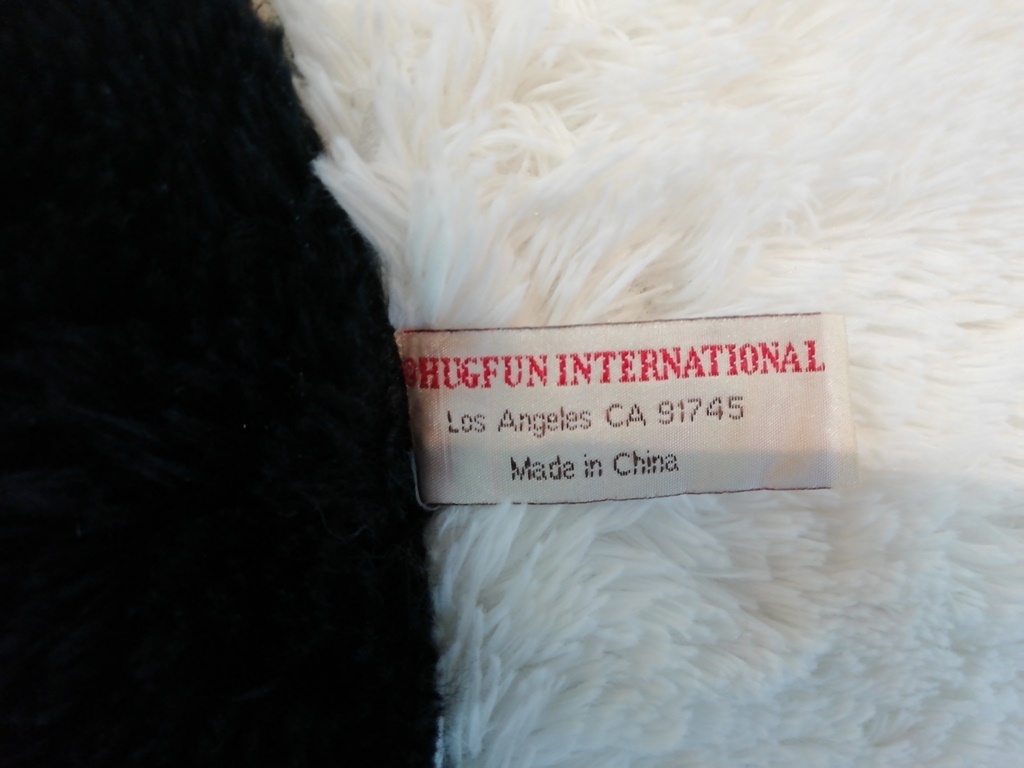 ©HUGFUN INTERNATIONAL
Los Angeles CA 91745
Made in China